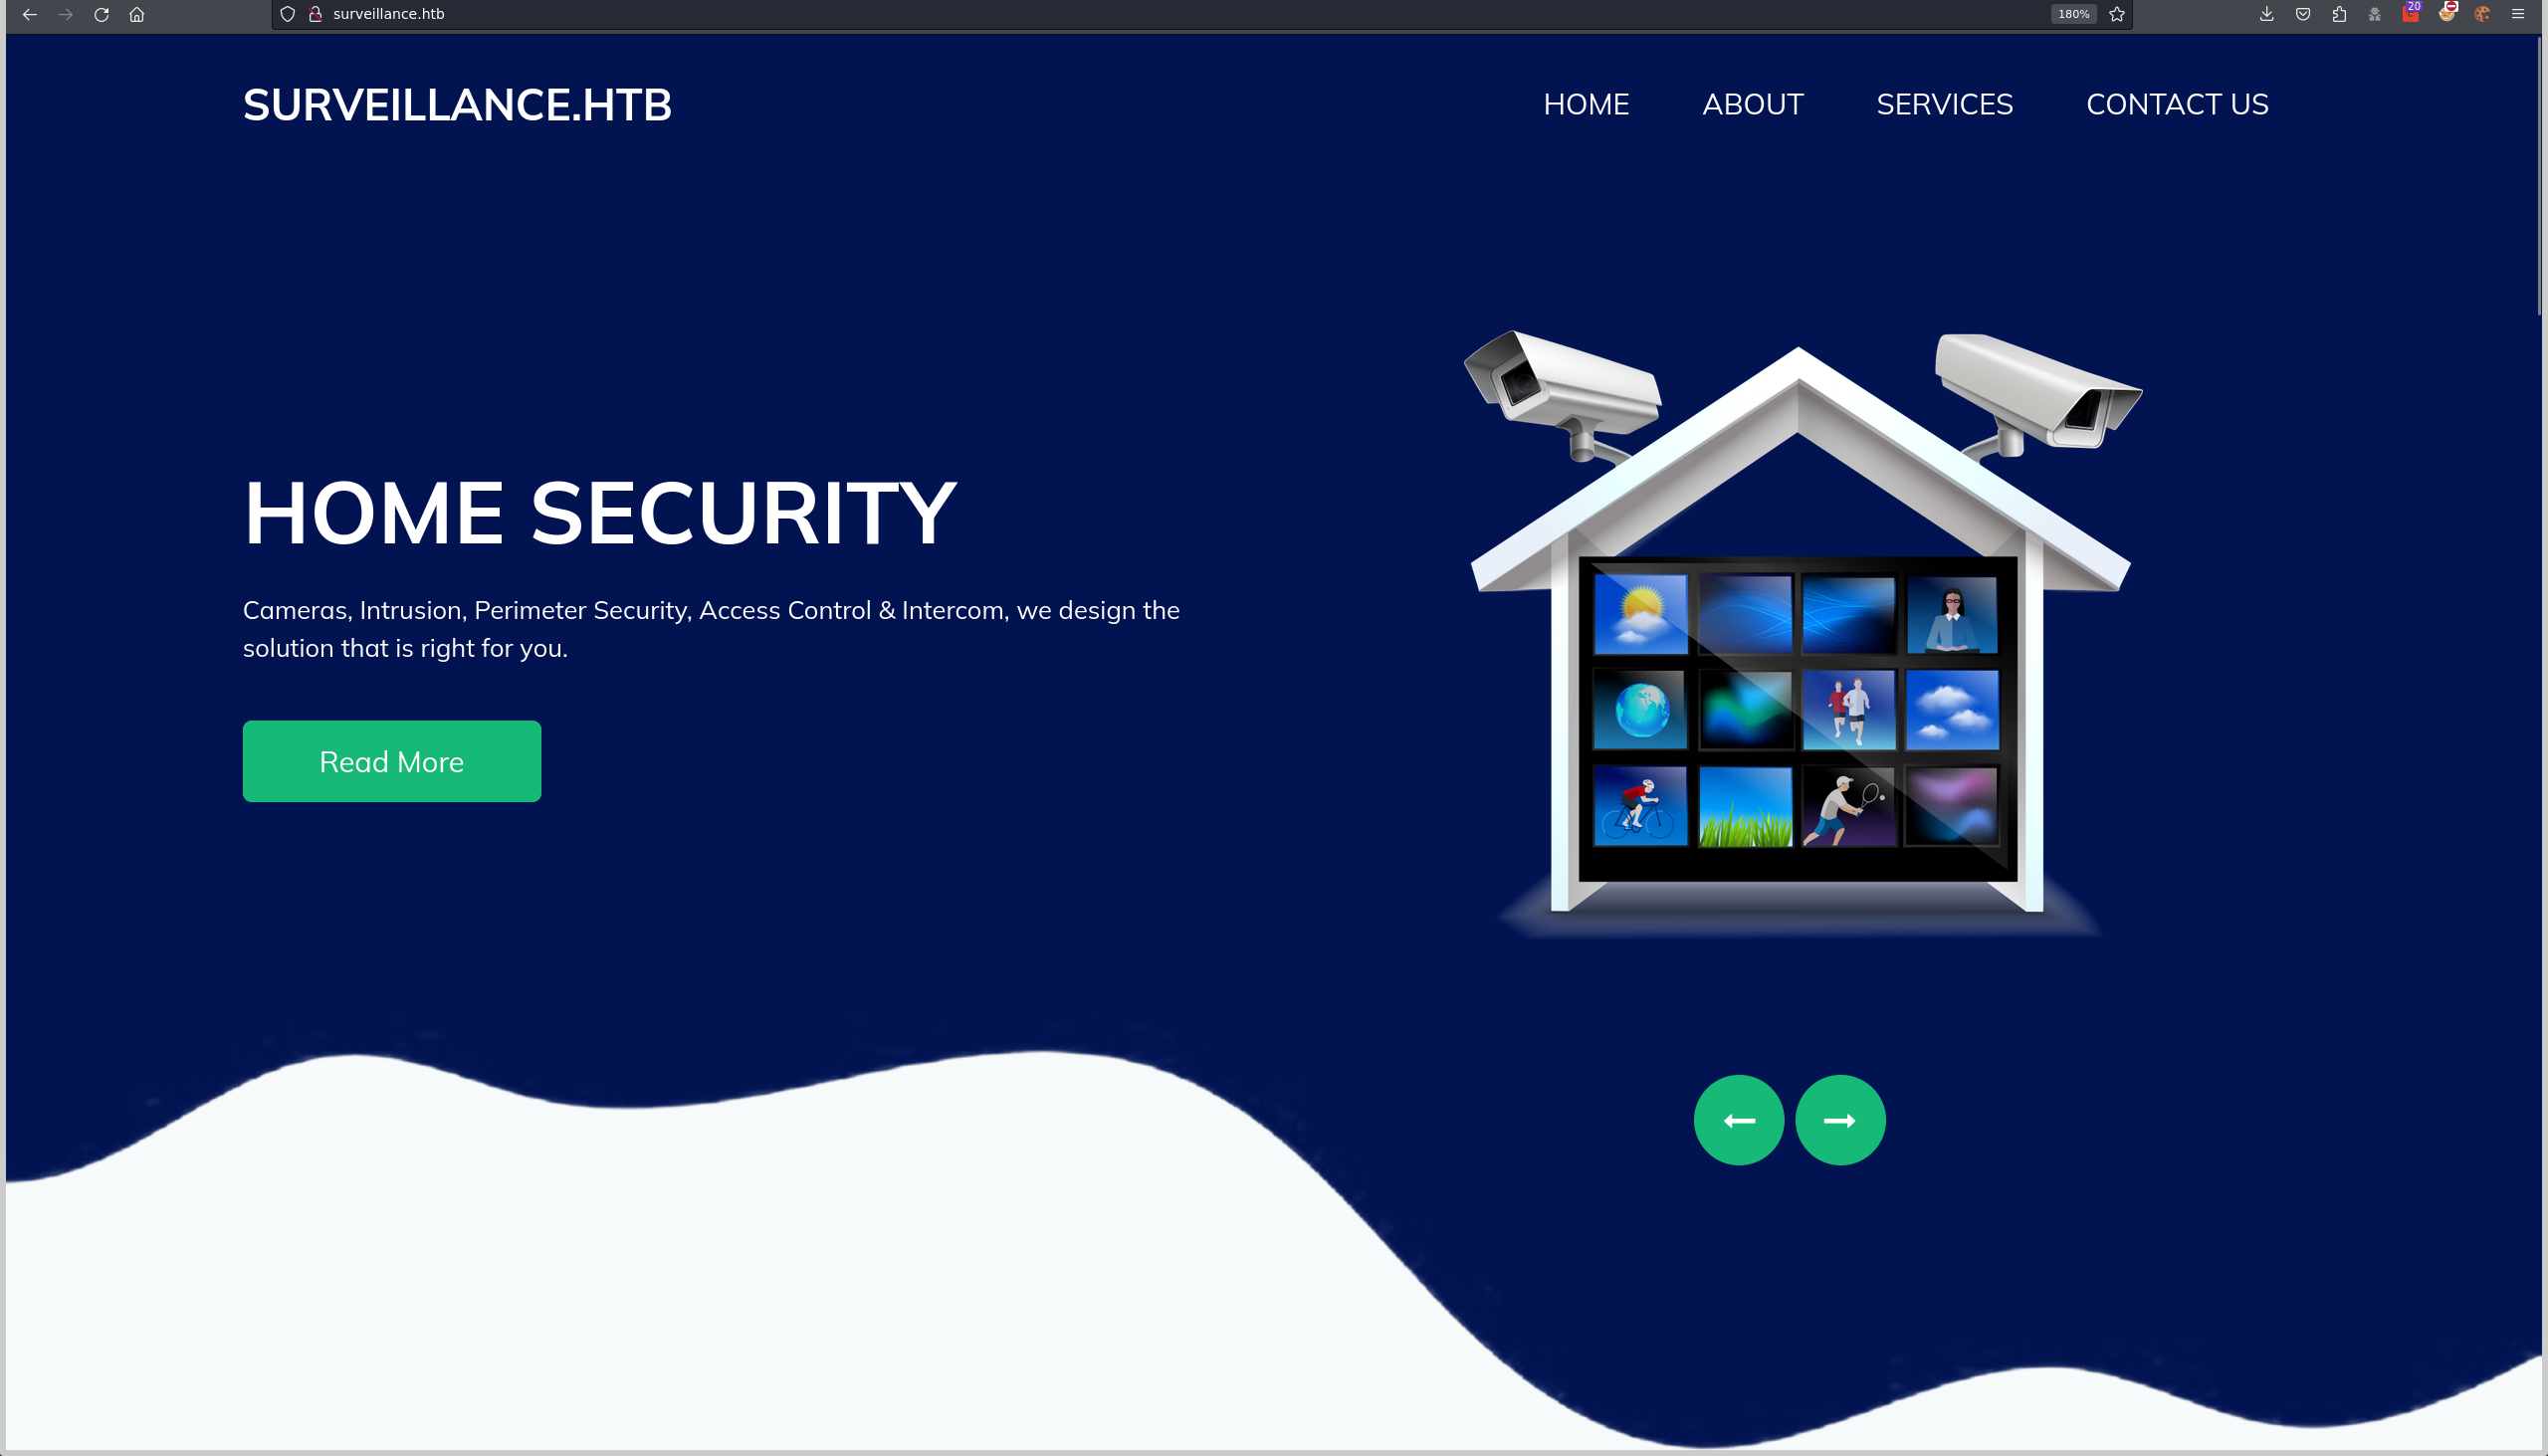 surveillance.htb
180%
20
SURVEILLANCE.HTB
HOME ABOUT SERVICES CONTACT US
HOME SECURITY
Cameras, Intrusion, Perimeter Security, Access Control & Intercom, we design the
solution that is right for you.
Read More